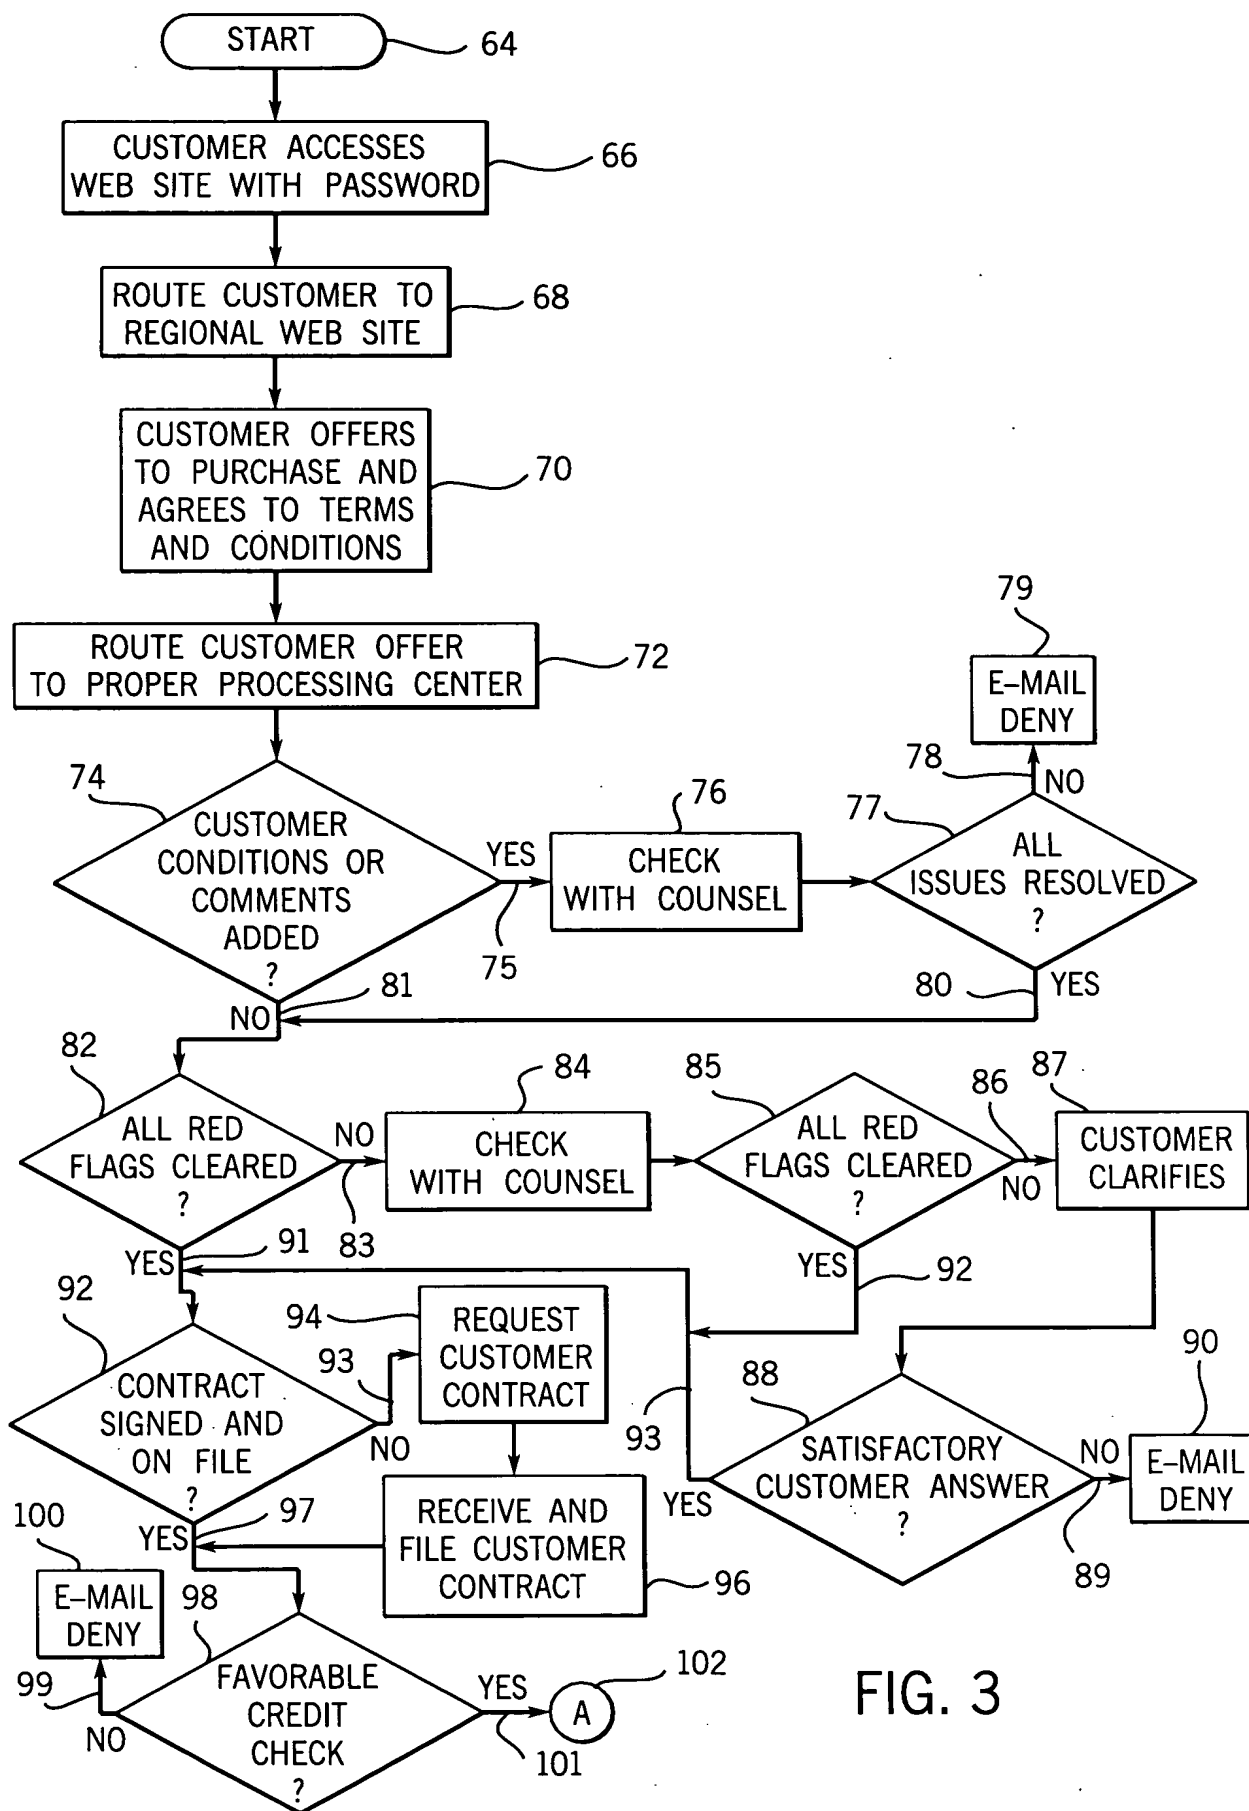 START
64
CUSTOMER ACCESSES
WEB SITE WITH PASSWORD
66
ROUTE CUSTOMER TO
REGIONAL WEB SITE
68
CUSTOMER OFFERS
TO PURCHASE AND
AGREES TO TERMS
AND CONDITIONS
70
ROUTE CUSTOMER OFFER
TO PROPER PROCESSING CENTER
72
79
E-MAIL
DENY
78
NO
74
CUSTOMER
CONDITIONS OR
COMMENTS
ADDED
?
YES
75
76
CHECK
WITH COUNSEL
77
ALL
ISSUES RESOLVED
?
80
YES
81
NO
82
ALL RED
FLAGS CLEARED
?
NO
83
84
CHECK
WITH COUNSEL
85
ALL RED
FLAGS CLEARED
?
86
NO
87
CUSTOMER
CLARIFIES
YES
91
YES
92
92
CONTRACT
SIGNED AND
ON FILE
?
93
NO
94
REQUEST
CUSTOMER
CONTRACT
93
88
SATISFACTORY
CUSTOMER ANSWER
?
YES
NO
89
90
E-MAIL
DENY
YES
97
RECEIVE AND
FILE CUSTOMER
CONTRACT
96
100
E-MAIL
DENY
99
NO
98
FAVORABLE
CREDIT
CHECK
?
YES
101
A
102
FIG. 3